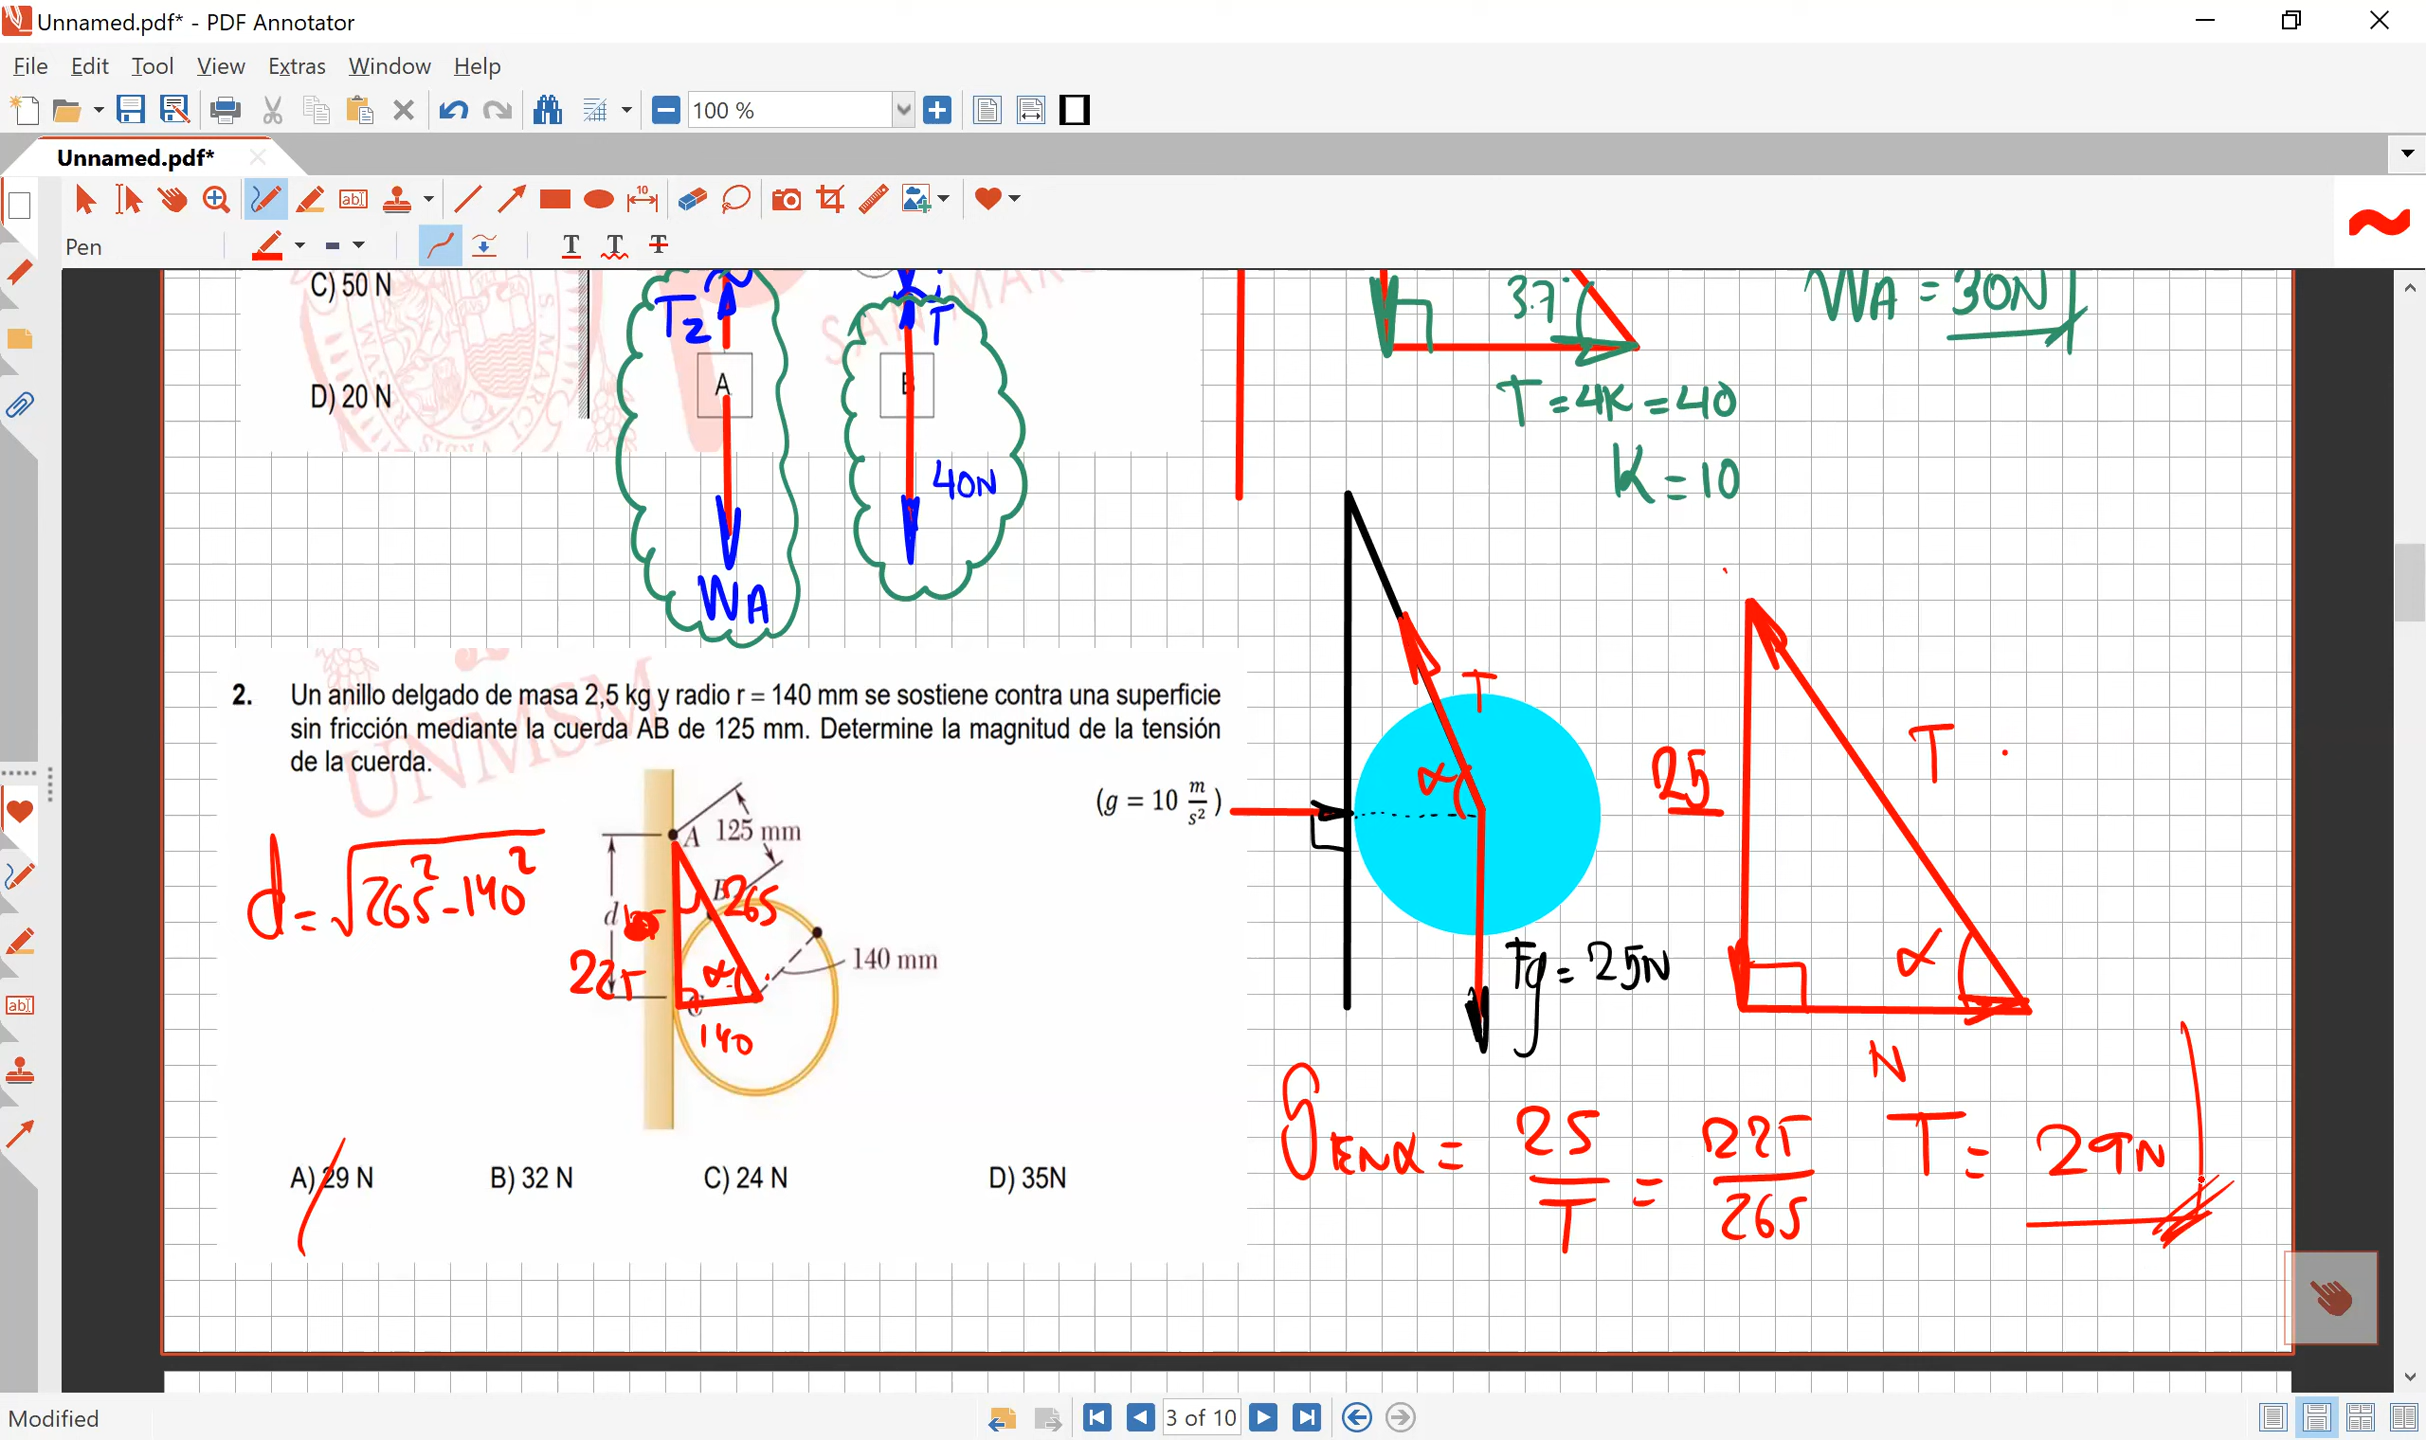 Unnamed.pdf* - PDF Annotator
File Edit Tool View Extras Window Help
100 %
Unnamed.pdf*
Pen
C) 50 N
D) 20 N
T2
T
A
B
40N
WA
SAN MAR
37°
WA = 30N
T = 4K = 40
K = 10
2. Un anillo delgado de masa 2,5 kg y radio r = 140 mm se sostiene contra una superficie
sin fricción mediante la cuerda AB de 125 mm. Determine la magnitud de la tensión
de la cuerda.
UNMSM
(g = 10 m/s²)
A 125 mm
B 265
d
225
α
C
140
140 mm
d = √265² - 140²
T
α
Fg = 25N
25
T
α
N
A) 29 N B) 32 N C) 24 N D) 35N
SENα = 25/T = 225/265
T = 29N
Modified
3 of 10